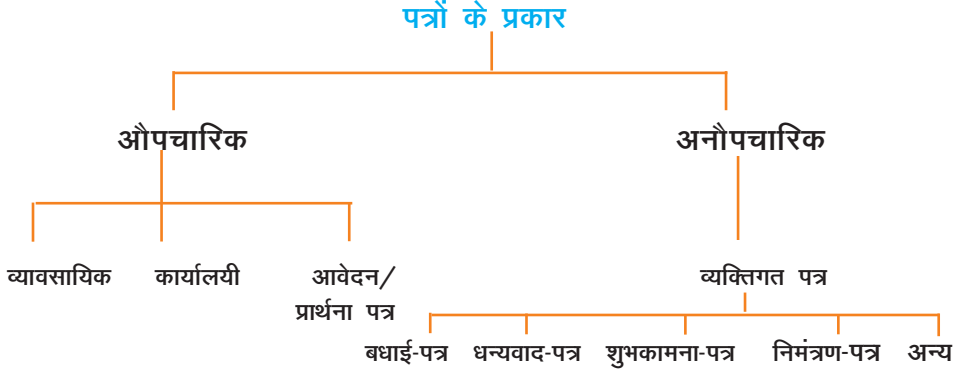 पत्रों के प्रकार
औपचारिक
अनौपचारिक
व्यावसायिक
कार्यालयी
आवेदन/
प्रार्थना पत्र
व्यक्तिगत पत्र
बधाई-पत्र
धन्यवाद-पत्र
शुभकामना-पत्र
निमंत्रण-पत्र
अन्य